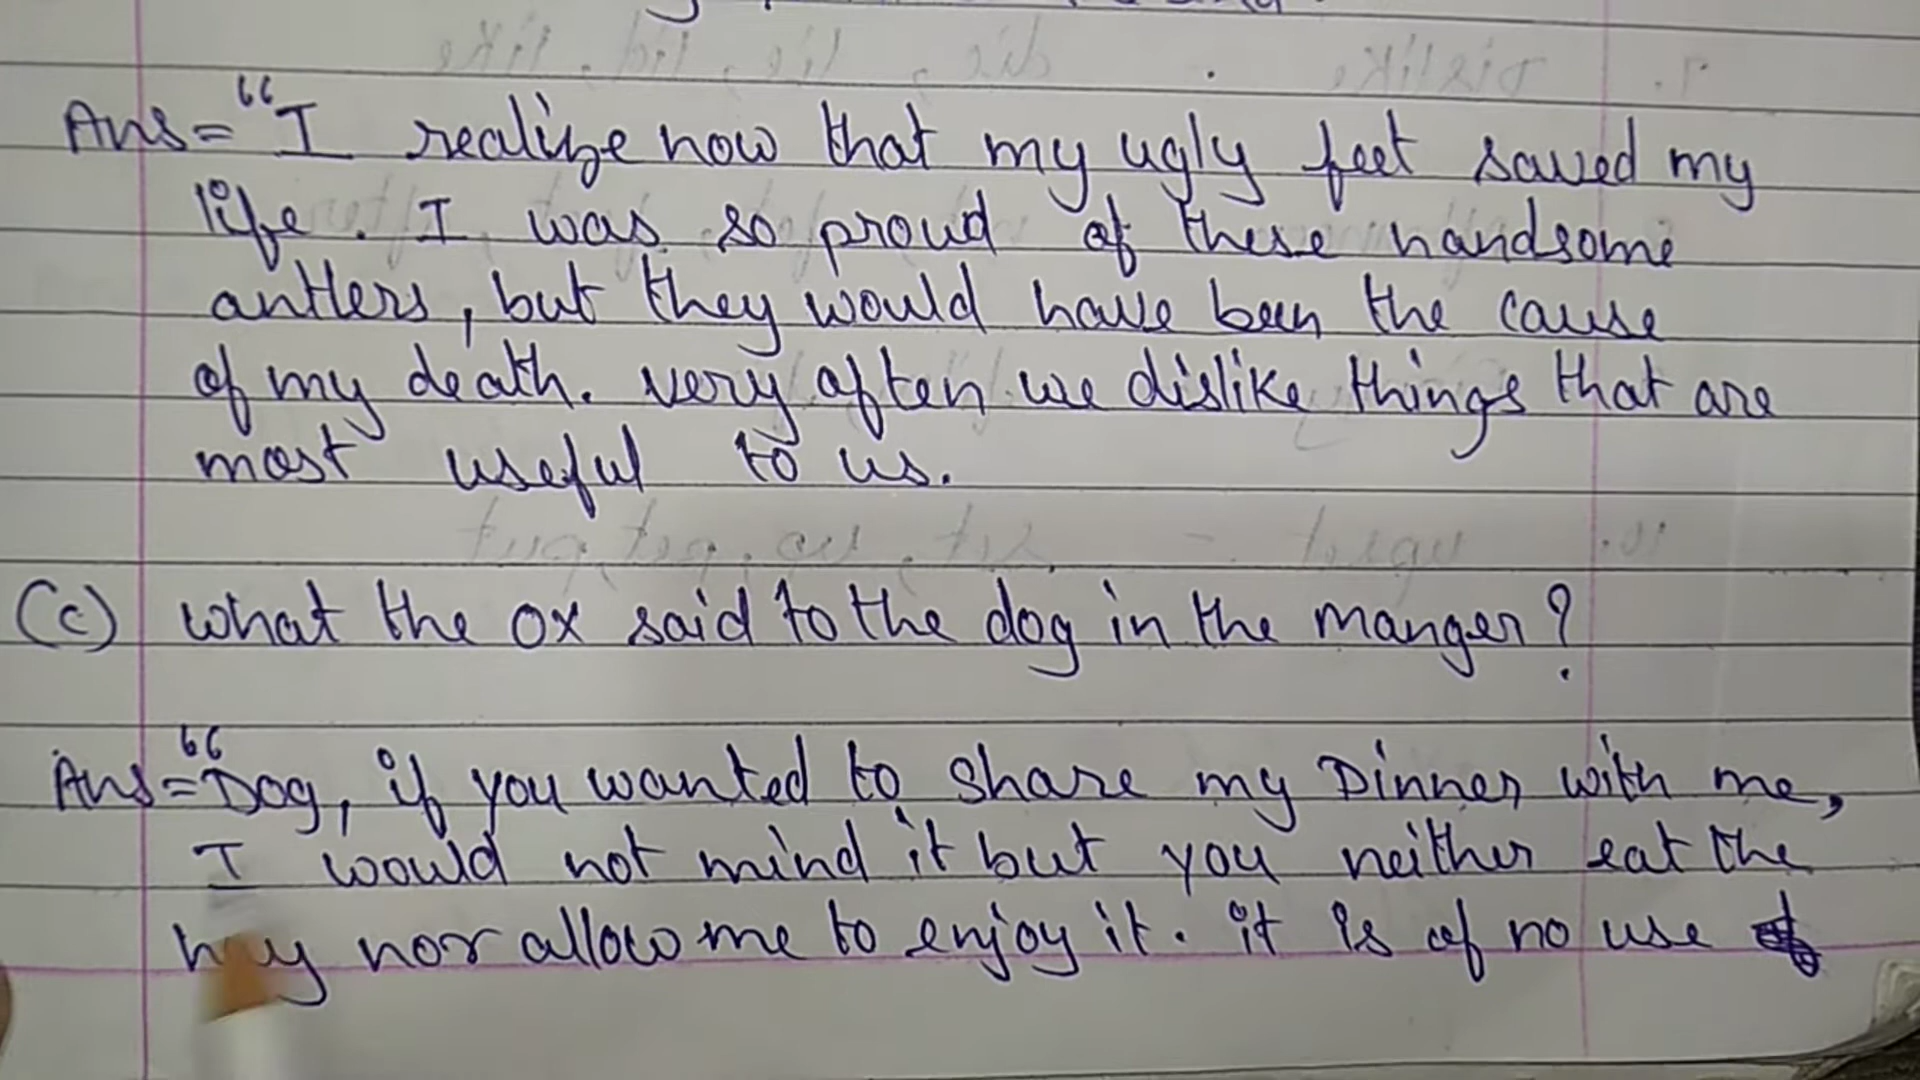 Ans= "I realize now that my ugly feet saved my
life. I was so proud of these handsome
antlers, but they would have been the cause
of my death. very often we dislike things that are
most useful to us.
(c) what the ox said to the dog in the manger?
Ans= "Dog, if you wanted to share my Dinner with me,
I would not mind it but you neither eat the
hay nor allow me to enjoy it. it is of no use